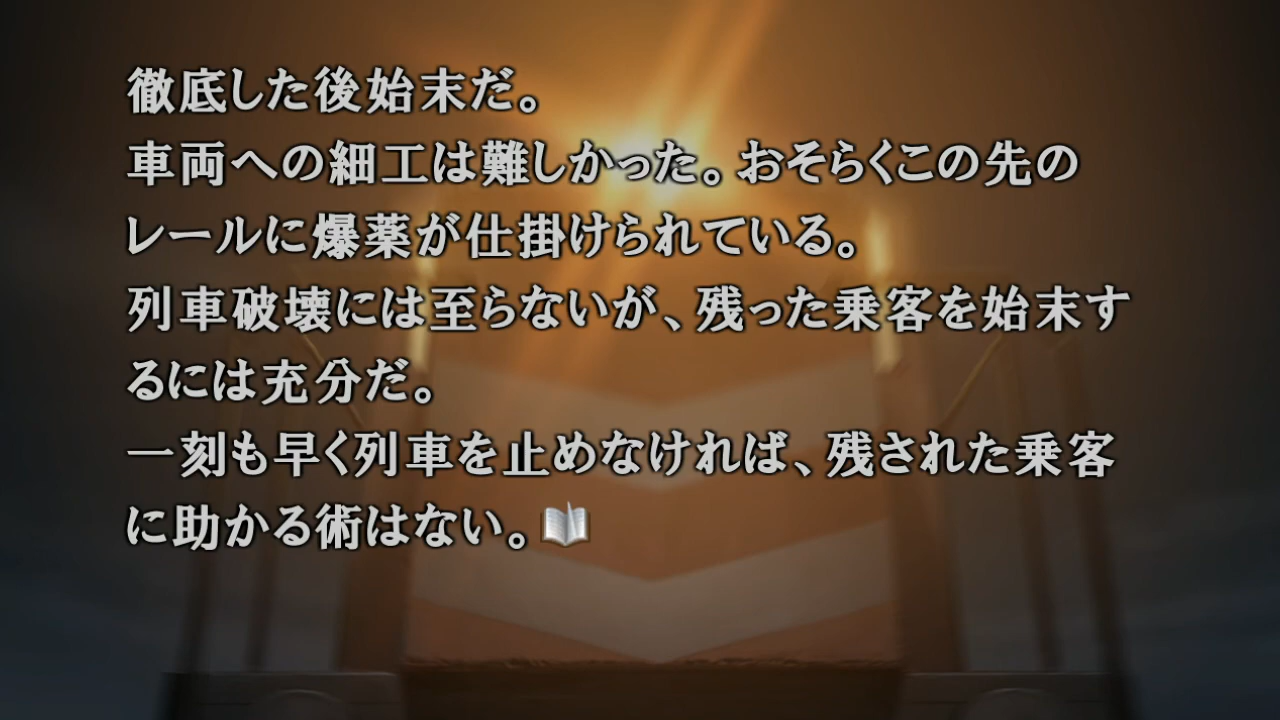 徹底した後始末だ。
車両への細工は難しかった。おそらくこの先の
レールに爆薬が仕掛けられている。
列車破壊には至らないが、残った乗客を始末す
るには充分だ。
一刻も早く列車を止めなければ、残された乗客
に助かる術はない。